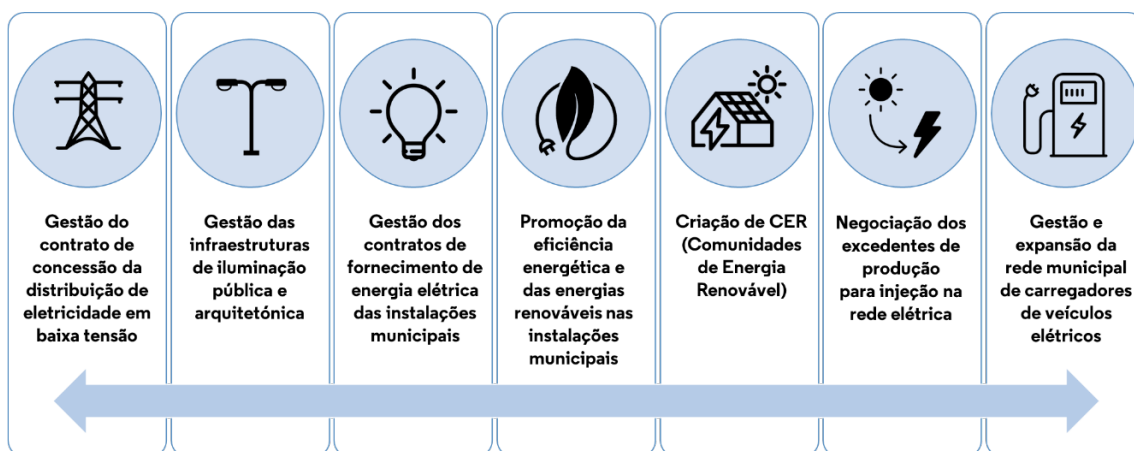 Gestão do
contrato de
concessão da
distribuição de
eletricidade em
baixa tensão
Gestão das
infraestruturas
de iluminação
pública e
arquitetónica
Gestão dos
contratos de
fornecimento de
energia elétrica
das instalações
municipais
Promoção da
eficiência
energética e
das energias
renováveis nas
instalações
municipais
Criação de CER
(Comunidades
de Energia
Renovável)
Negociação dos
excedentes de
produção
para injeção na
rede elétrica
Gestão e
expansão da
rede municipal
de carregadores
de veículos
elétricos